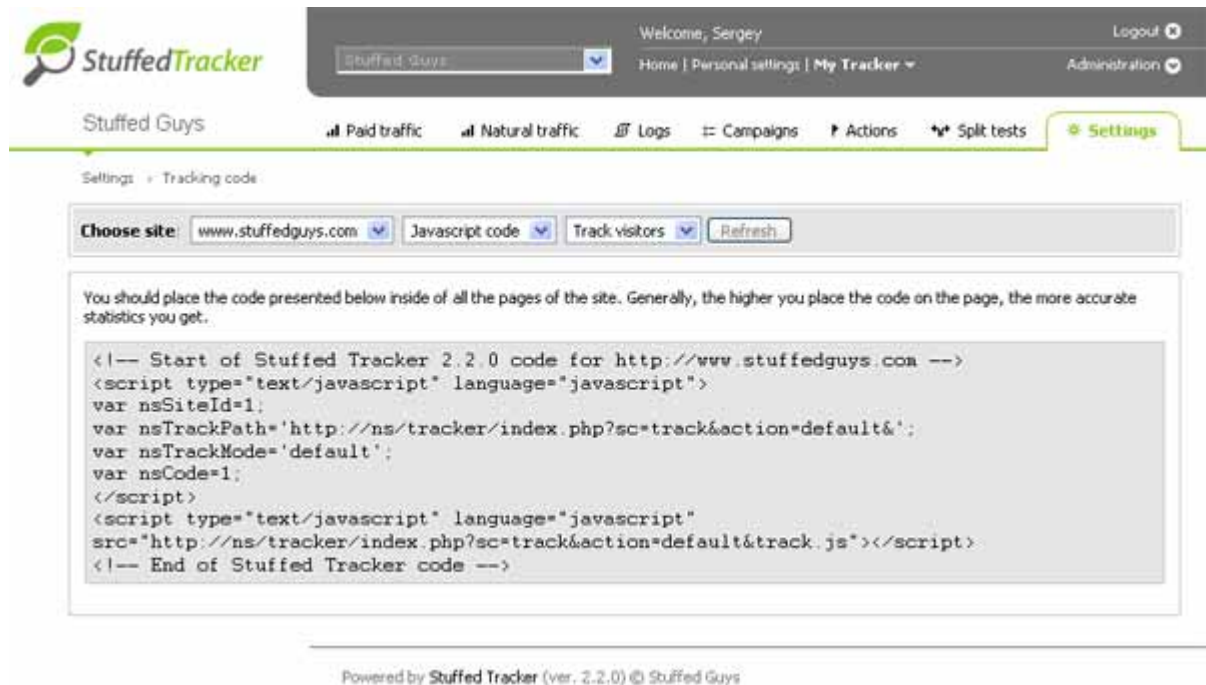 StuffedTracker
Stuffed Guys
Welcome, Sergey
Logout
Home | Personal settings | My Tracker
Administration
Stuffed Guys
Paid traffic
Natural traffic
Logs
Campaigns
Actions
Split tests
Settings
Settings › Tracking code
Choose site: www.stuffedguys.com Javascript code Track visitors Refresh
You should place the code presented below inside of all the pages of the site. Generally, the higher you place the code on the page, the more accurate
statistics you get.
<!-- Start of Stuffed Tracker 2.2.0 code for http://www.stuffedguys.com -->
<script type="text/javascript" language="javascript">
var nsSiteId=1;
var nsTrackPath='http://ns/tracker/index.php?sc=track&action=default&';
var nsTrackMode='default';
var nsCode=1;
</script>
<script type="text/javascript" language="javascript"
src="http://ns/tracker/index.php?sc=track&action=default&track.js"></script>
<!-- End of Stuffed Tracker code -->
Powered by Stuffed Tracker (ver. 2.2.0) © Stuffed Guys